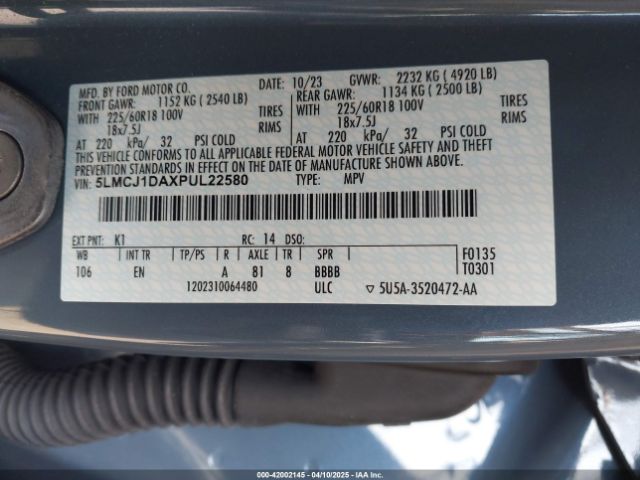 MFD. BY FORD MOTOR CO. DATE: 10/23 GVWR: 2232 KG ( 4920 LB)
FRONT GAWR: 1152 KG ( 2540 LB) REAR GAWR: 1134 KG ( 2500 LB)
WITH 225/60R18 100V TIRES WITH 225/60R18 100V TIRES
18x7.5J RIMS 18x7.5J RIMS
AT 220 kPa/ 32 PSI COLD AT 220 kPa/ 32 PSI COLD
THIS VEHICLE CONFORMS TO ALL APPLICABLE FEDERAL MOTOR VEHICLE SAFETY AND THEFT
PREVENTION STANDARDS IN EFFECT ON THE DATE OF MANUFACTURE SHOWN ABOVE.
VIN: 5LMCJ1DAXPUL22580 TYPE: MPV
EXT PNT: K1 RC: 14 DSO:
WB INT TR TP/PS R AXLE TR SPR F0135
106 EN A 81 8 BBBB T0301
1202310064480 ULC ▽ 5U5A-3520472-AA
000-42002145 - 04/10/2025 - IAAI.COM